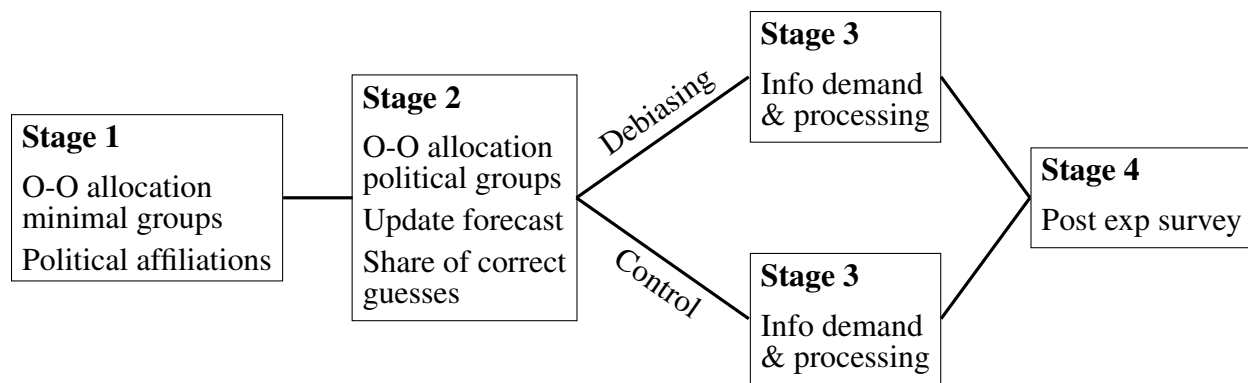 Stage 1
O-O allocation
minimal groups
Political affiliations
Stage 2
O-O allocation
political groups
Update forecast
Share of correct
guesses
Debiasing
Control
Stage 3
Info demand
& processing
Stage 3
Info demand
& processing
Stage 4
Post exp survey